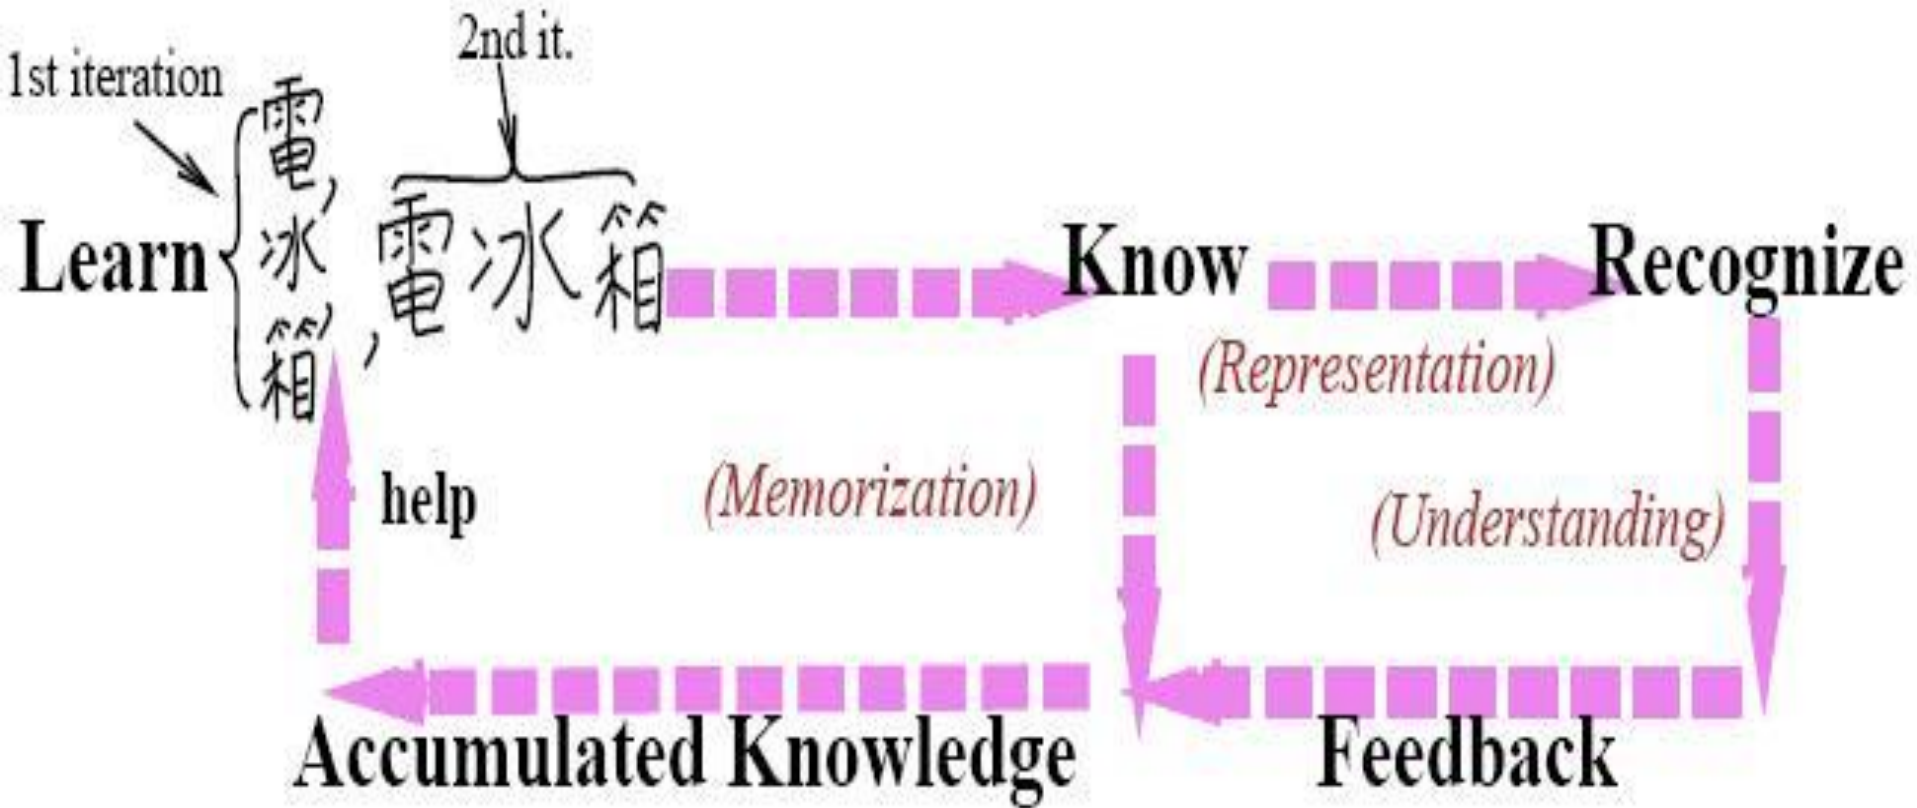 2nd it.
1st iteration
Learn
電,
冰,
箱
, 電冰箱
Know
Recognize
(Representation)
help
(Memorization)
(Understanding)
Accumulated Knowledge
Feedback